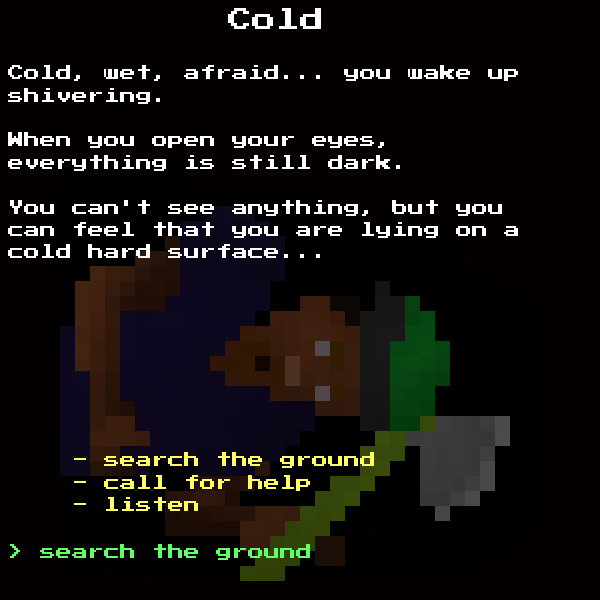 Cold
Cold, wet, afraid... you wake up
shivering.
When you open your eyes,
everything is still dark.
You can't see anything, but you
can feel that you are lying on a
cold hard surface...
- search the ground
- call for help
- listen
> search the ground